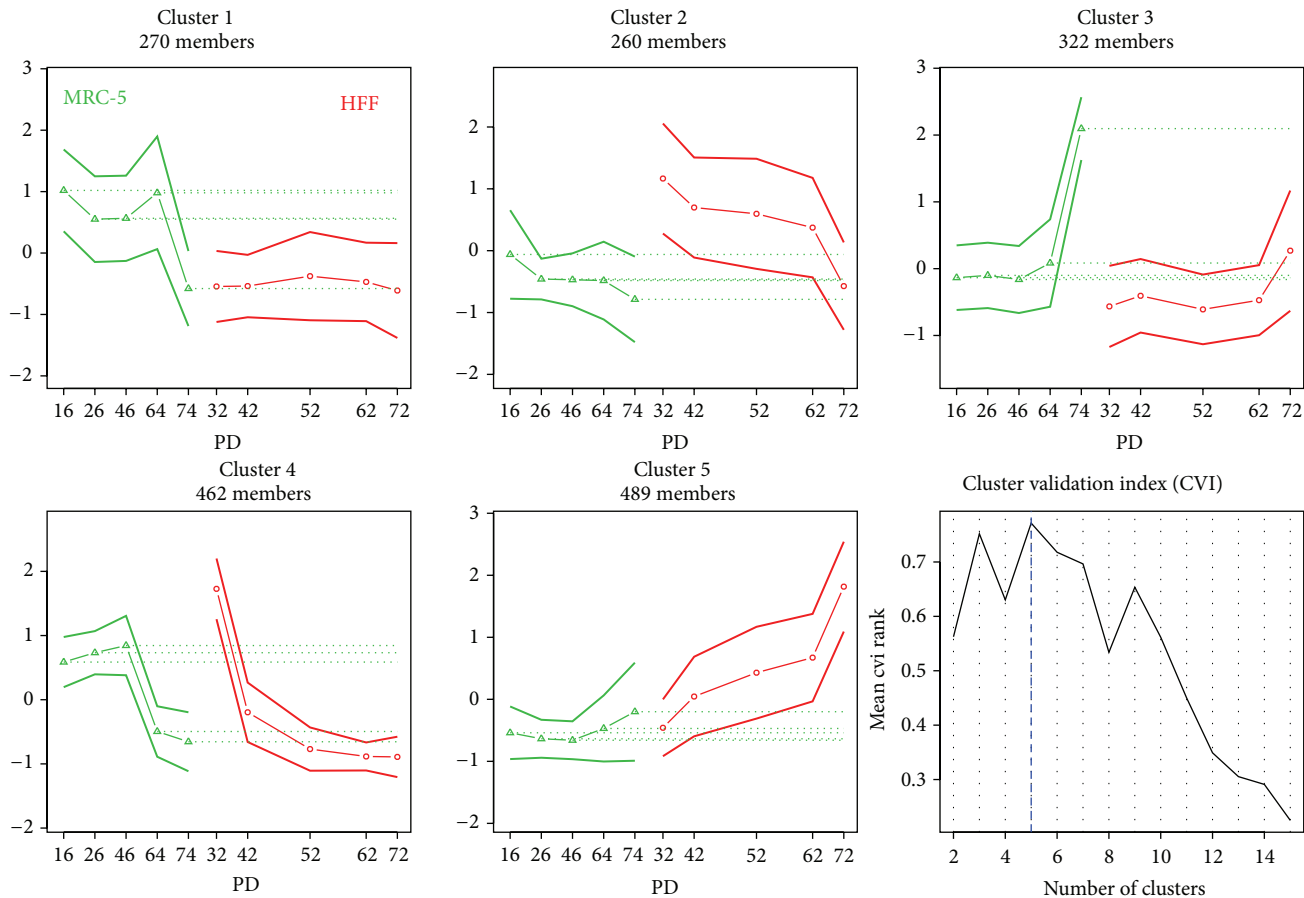 Cluster 1
270 members
Cluster 2
260 members
Cluster 3
322 members
3
2
1
0
−1
−2
MRC-5
HFF
16 26 46 64 74 32 42 52 62 72
PD
2
1
0
−1
−2
16 26 46 64 74 32 42 52 62 72
PD
3
2
1
0
−1
16 26 46 64 74 32 42 52 62 72
PD
Cluster 4
462 members
Cluster 5
489 members
Cluster validation index (CVI)
2
1
0
−1
−2
16 26 46 64 74 32 42 52 62 72
PD
3
2
1
0
−1
−2
16 26 46 64 74 32 42 52 62 72
PD
Mean cvi rank
0.7
0.6
0.5
0.4
0.3
2 4 6 8 10 12 14
Number of clusters